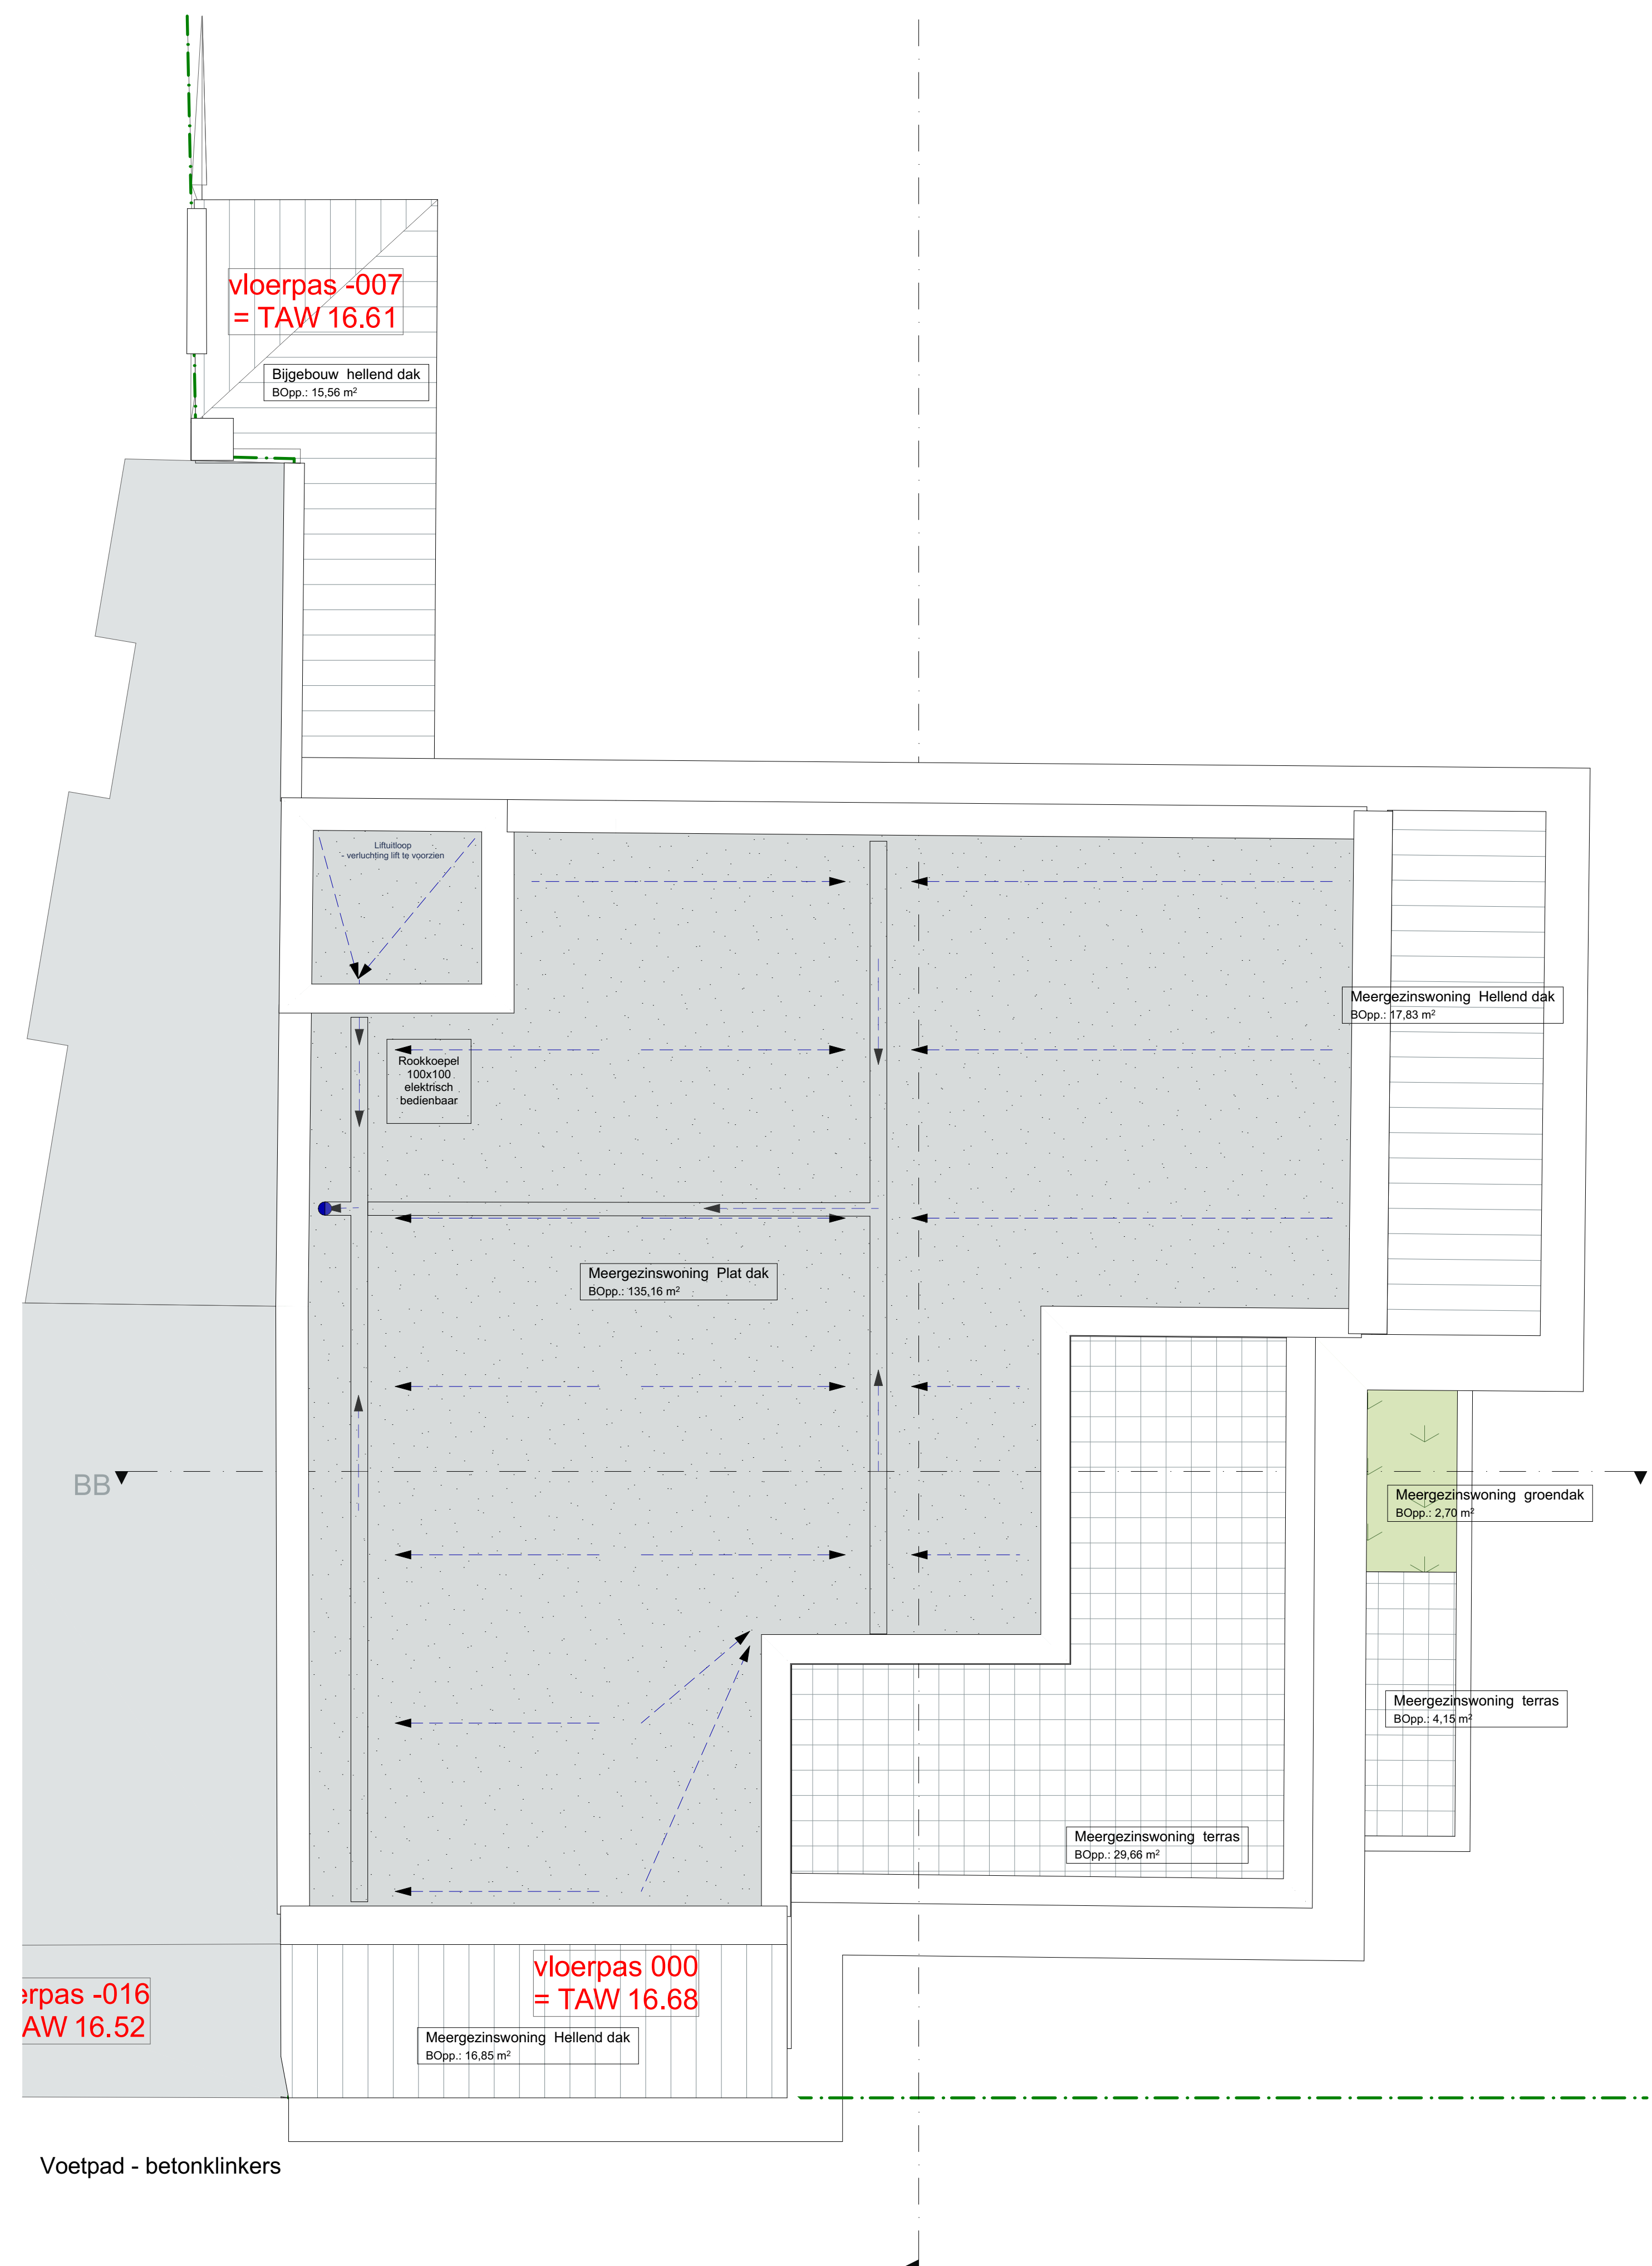 vloerpas -007
= TAW 16.61
Bijgebouw hellend dak
BOpp.: 15,56 m²
Liftuitloop
- verluchting lift te voorzien
Meergezinswoning Hellend dak
BOpp.: 17,83 m²
Rookkoepel
100x100
elektrisch
bedienbaar
Meergezinswoning Plat dak
BOpp.: 135,16 m²
BB
Meergezinswoning groendak
BOpp.: 2,70 m²
Meergezinswoning terras
BOpp.: 4,15 m²
Meergezinswoning terras
BOpp.: 29,66 m²
vloerpas 000
= TAW 16.68
erpas -016
AW 16.52
Meergezinswoning Hellend dak
BOpp.: 16,85 m²
Voetpad - betonklinkers